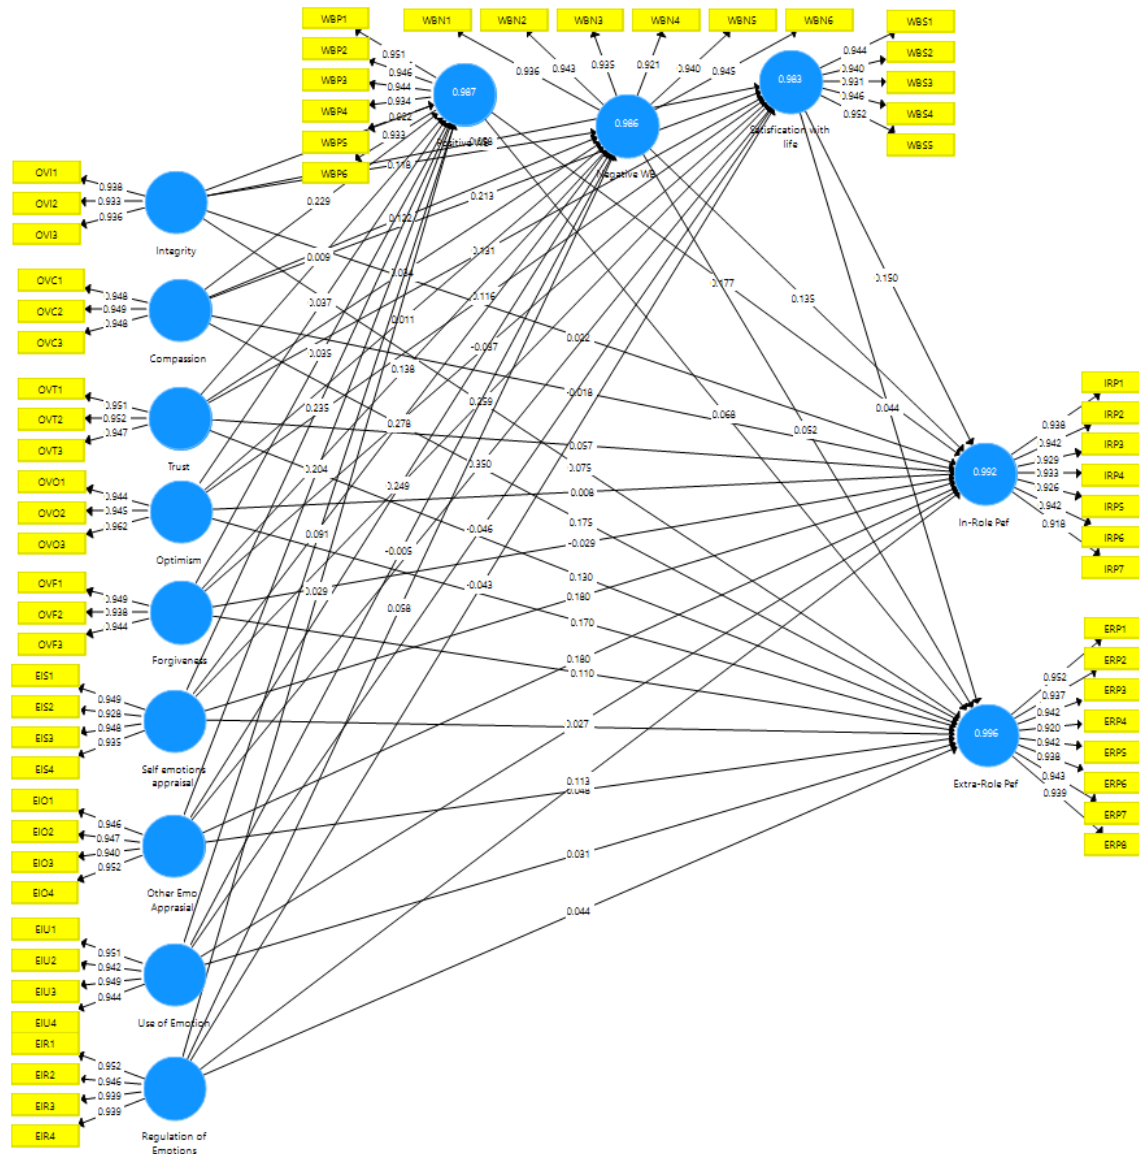 WBP1
WBP2
WBP3
WBP4
WBP5
WBP6
WBN1
WBN2
WBN3
WBN4
WBN5
WBN6
WBS1
WBS2
WBS3
WBS4
WBS5
0.951
0.946
0.944
0.934
0.933
0.936
0.943
0.935
0.921
0.940
0.945
0.944
0.940
0.931
0.946
0.952
0.987
0.986
Negative WB
0.983
Satisfication with
life
OVI1
OVI2
OVI3
0.938
0.933
0.936
Integrity
OVC1
OVC2
OVC3
0.948
0.949
0.948
Compassion
OVT1
OVT2
OVT3
0.951
0.952
0.947
Trust
OVO1
OVO2
OVO3
0.944
0.945
0.962
Optimism
OVF1
OVF2
OVF3
0.949
0.938
0.944
Forgiveness
EIS1
EIS2
EIS3
EIS4
0.949
0.928
0.948
0.935
Self emotions
appraisal
EIO1
EIO2
EIO3
EIO4
0.946
0.947
0.940
0.952
Other Emo
Apprasial
EIU1
EIU2
EIU3
EIU4
0.951
0.942
0.949
0.944
Use of Emotion
EIR1
EIR2
EIR3
EIR4
0.952
0.946
0.939
0.939
Regulation of
Emotions
0.118
0.229
0.213
0.122
0.009
0.131
0.037
0.116
0.011
0.035
-0.037
0.138
0.235
0.259
0.278
0.204
0.350
0.249
0.091
-0.005
0.029
0.058
0.177
0.135
0.150
0.022
-0.018
0.068
0.052
0.044
0.057
0.075
0.008
0.175
-0.046
-0.029
0.130
-0.043
0.180
0.170
0.180
0.110
0.027
0.113
0.031
0.044
IRP1
IRP2
IRP3
IRP4
IRP5
IRP6
IRP7
0.938
0.942
0.929
0.933
0.926
0.942
0.918
0.992
In-Role Pef
ERP1
ERP2
ERP3
ERP4
ERP5
ERP6
ERP7
ERP8
0.952
0.937
0.942
0.920
0.942
0.938
0.943
0.939
0.996
Extra-Role Pef